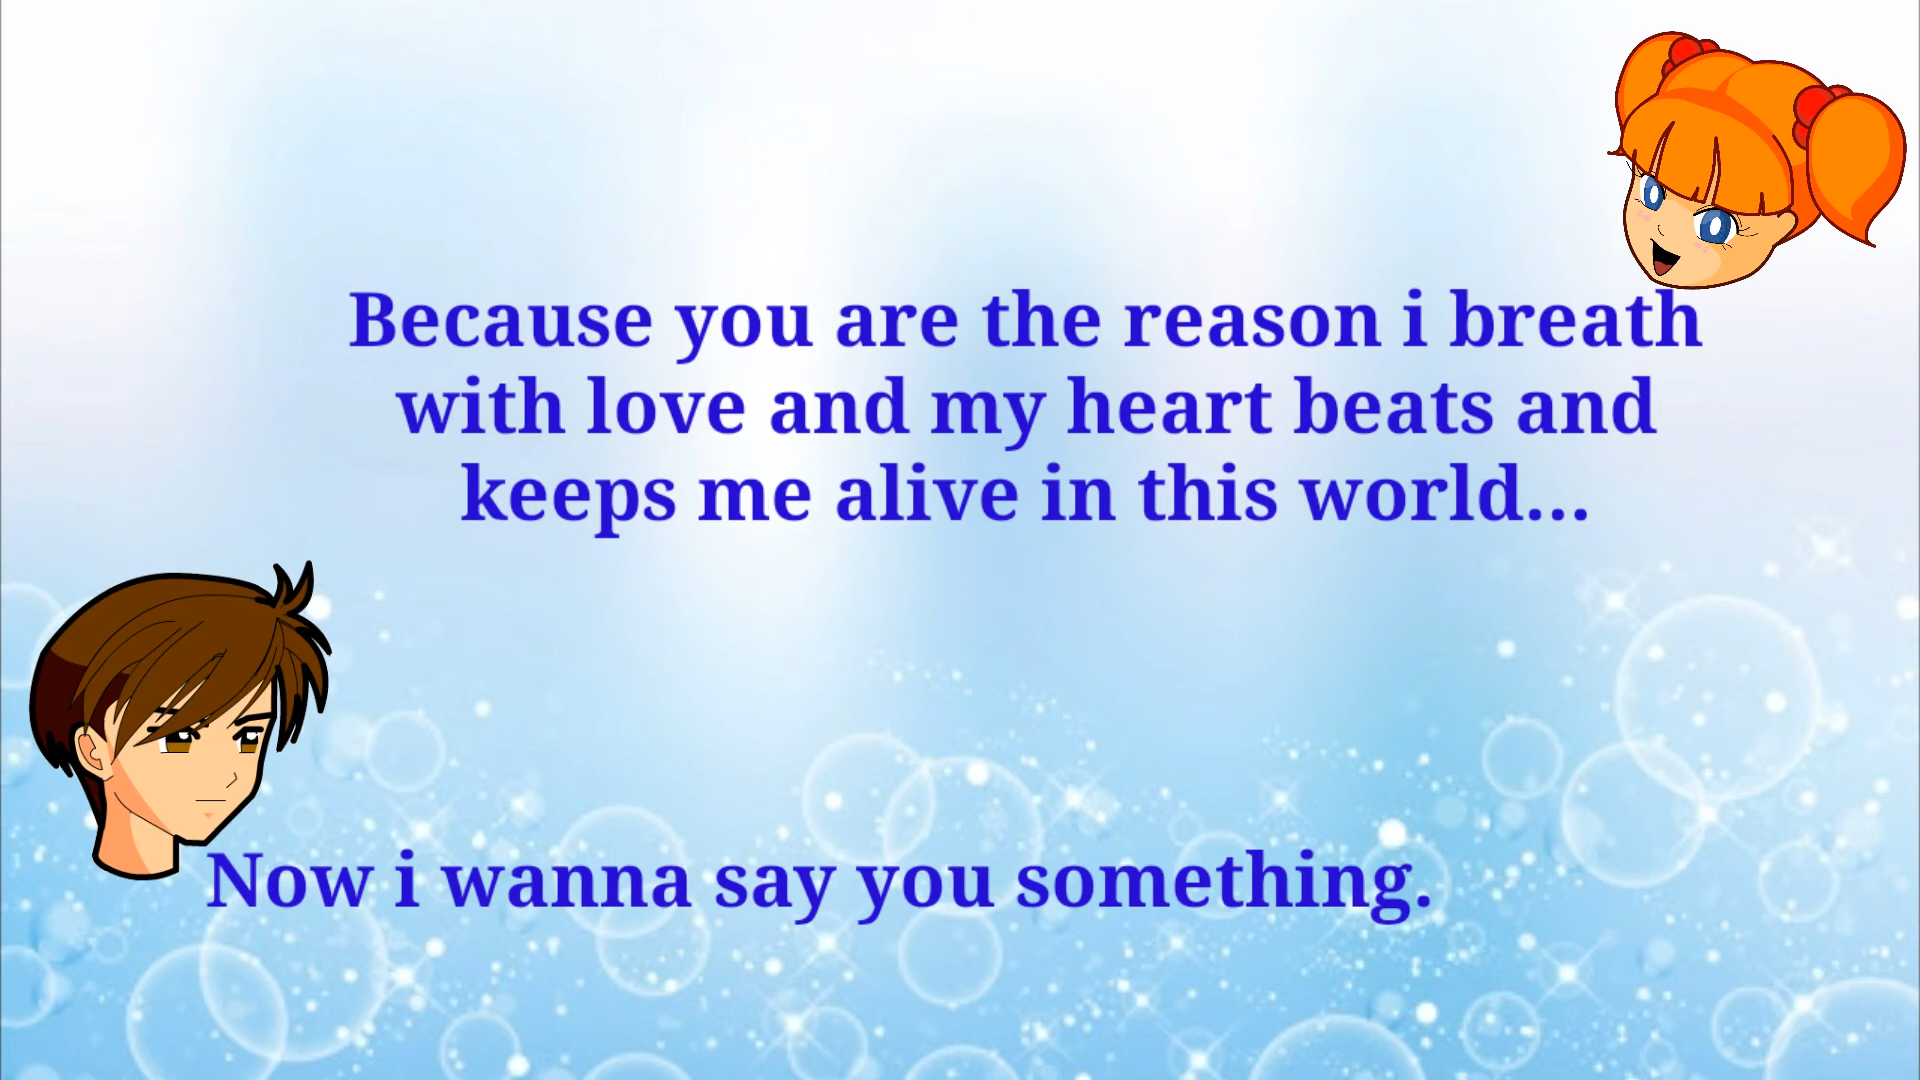 Because you are the reason i breath
with love and my heart beats and
keeps me alive in this world...
Now i wanna say you something.